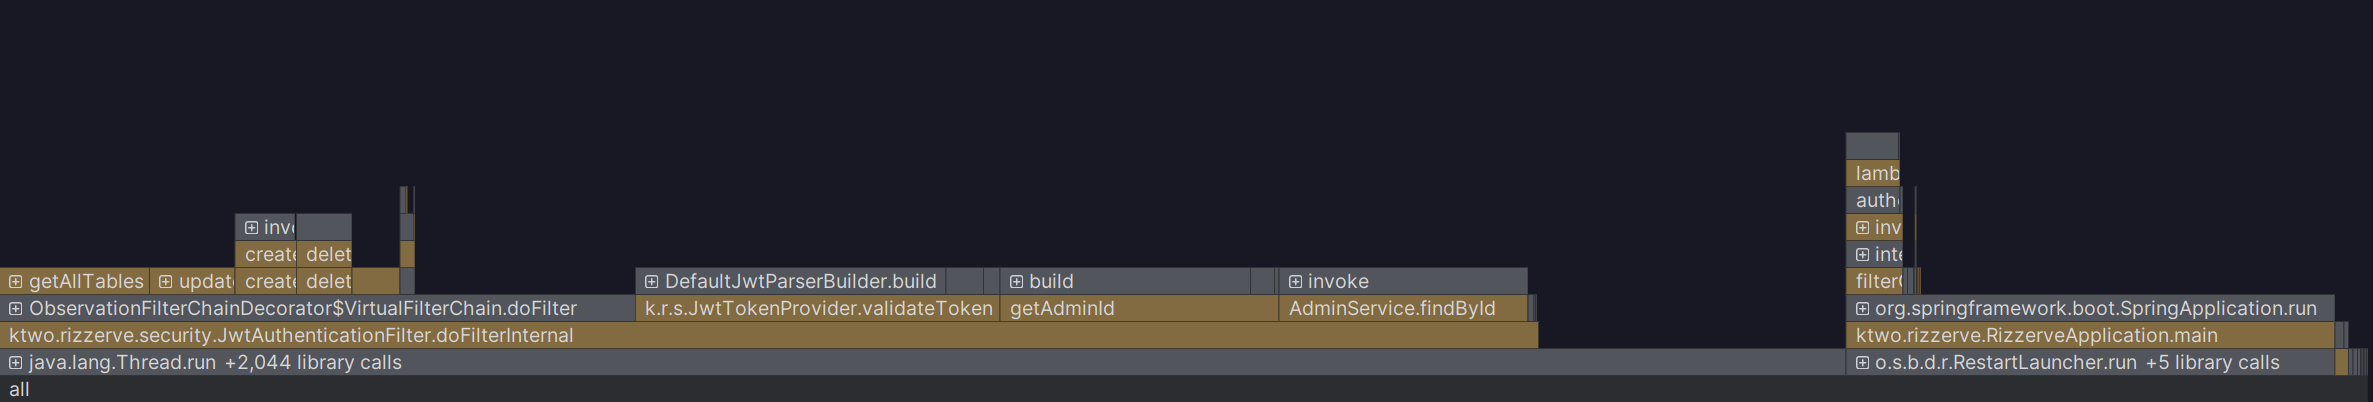 lamb
auth
inv
inv
create delet
inte
getAllTables updat create delet DefaultJwtParserBuilder.build build invoke filter
ObservationFilterChainDecorator$VirtualFilterChain.doFilter k.r.s.JwtTokenProvider.validateToken getAdminId AdminService.findById org.springframework.boot.SpringApplication.run
ktwo.rizzerve.security.JwtAuthenticationFilter.doFilterInternal ktwo.rizzerve.RizzerveApplication.main
java.lang.Thread.run +2,044 library calls o.s.b.d.r.RestartLauncher.run +5 library calls
all